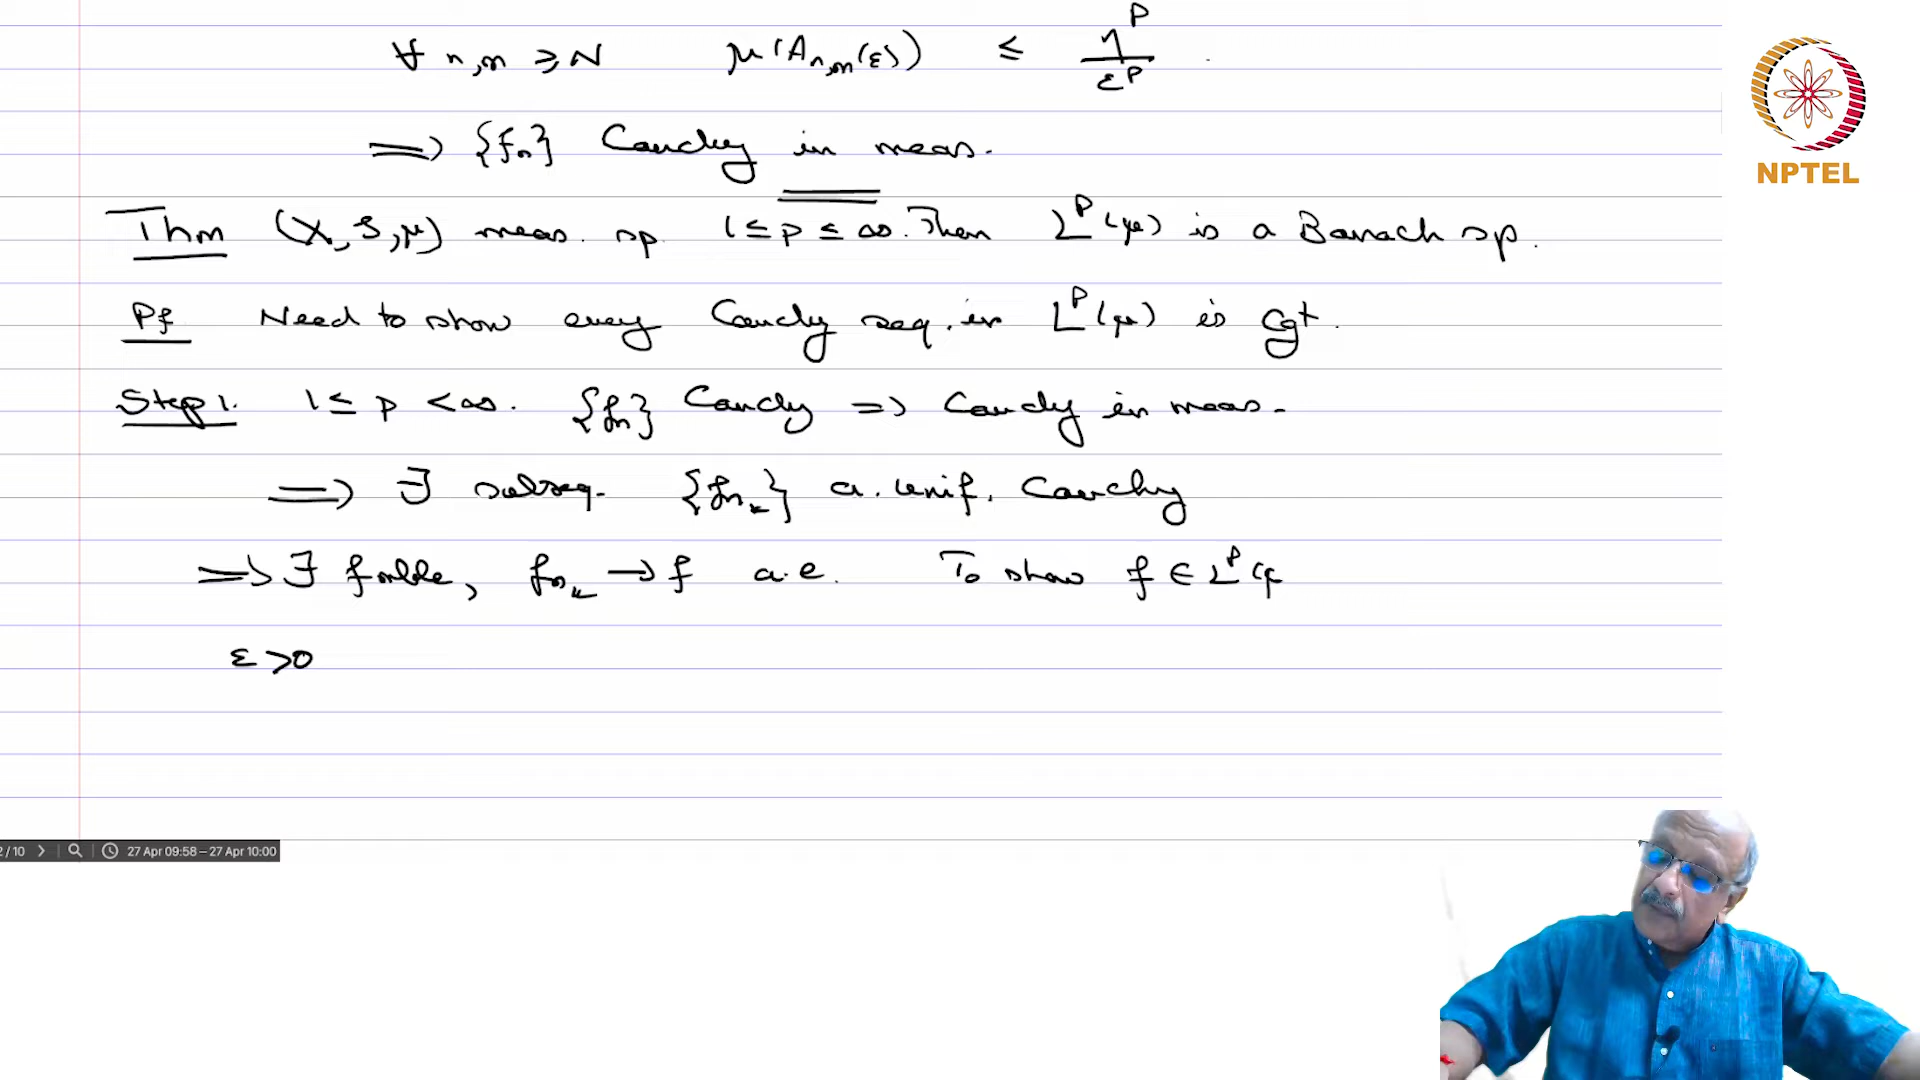 ∀ n,m ≥ N μ(A_{n,m}(ε)) ≤ η^p/ε^p.
⟹ {f_n} Cauchy in meas.
Thm (X, S, μ) meas. sp. 1 ≤ p ≤ ∞. Then L^p(μ) is a Banach sp.
Pf. Need to show every Cauchy seq. in L^p(μ) is cgt.
Step 1. 1 ≤ p < ∞. {f_n} Cauchy ⟹ Cauchy in meas.
⟹ ∃ subseq. {f_{n_k}} a. unif. Cauchy
⟹ ∃ f mble, f_{n_k} → f a.e. To show f ∈ L^p(μ
ε > 0
NPTEL
2/10 > 27 Apr 09:58 – 27 Apr 10:00